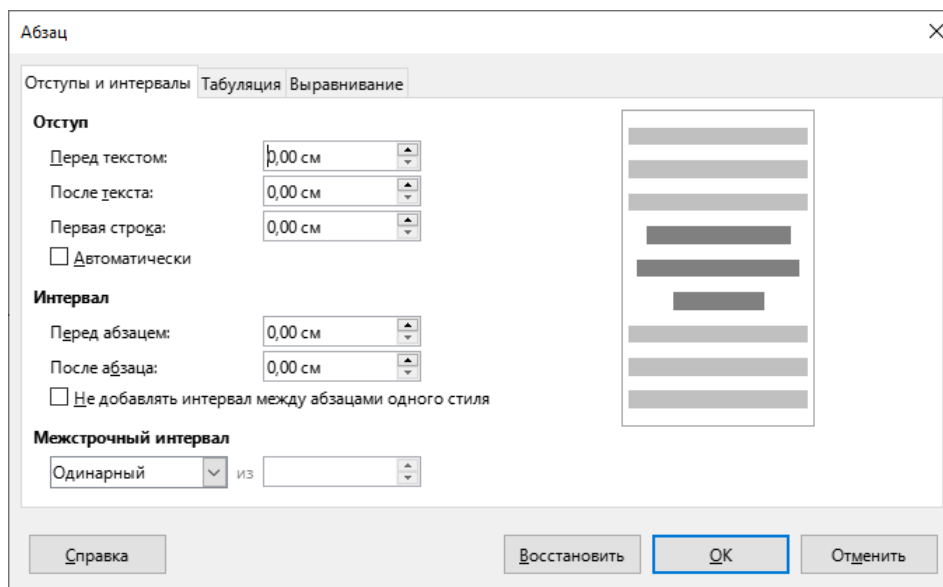 Абзац
Отступы и интервалы Табуляция Выравнивание
Отступ
Перед текстом: 0,00 см
После текста: 0,00 см
Первая строка: 0,00 см
Автоматически
Интервал
Перед абзацем: 0,00 см
После абзаца: 0,00 см
Не добавлять интервал между абзацами одного стиля
Межстрочный интервал
Одинарный из
Справка Восстановить OK Отменить